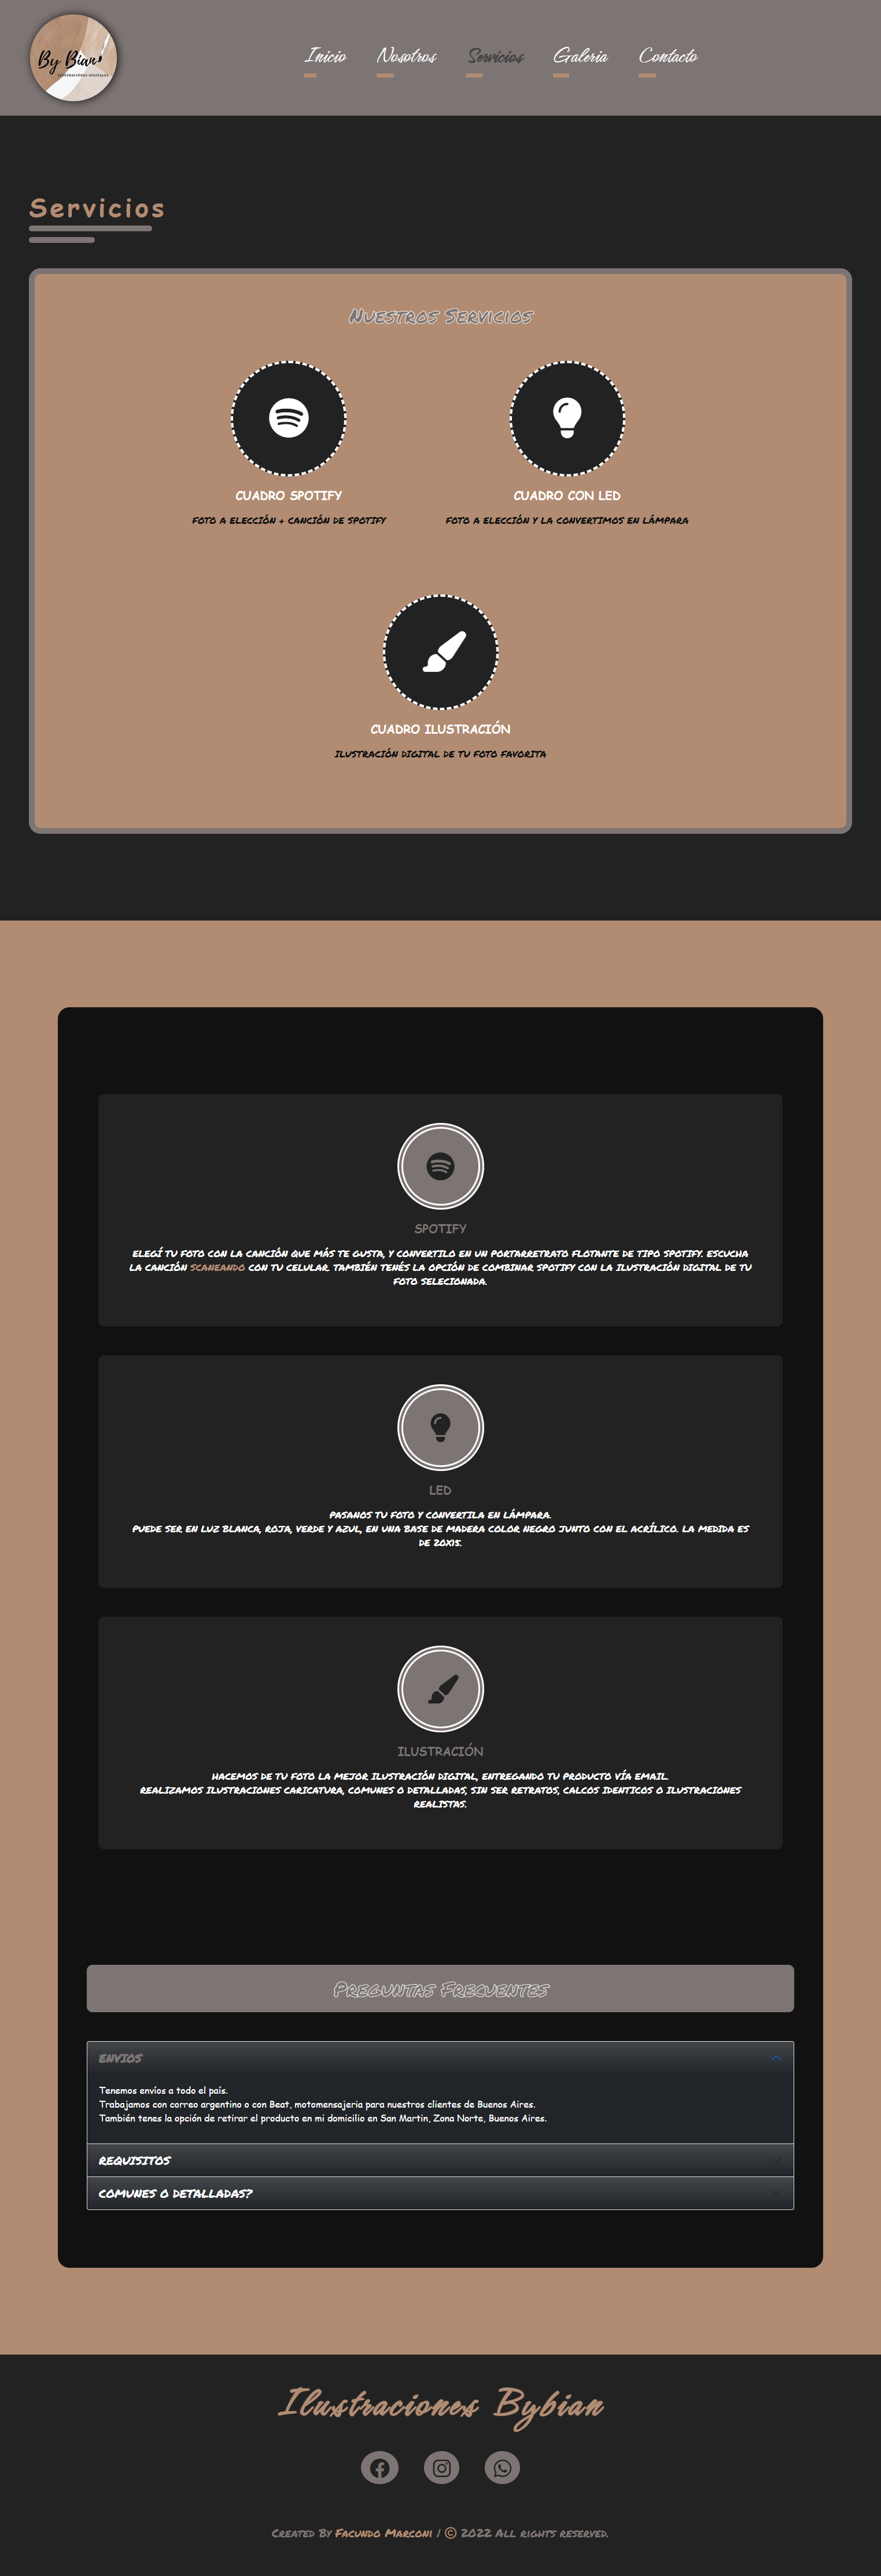 By Bian
ILUSTRACIONES DIGITALES
Inicio Nosotros Servicios Galeria Contacto
Servicios
Nuestros Servicios
CUADRO SPOTIFY
FOTO A ELECCIÓN + CANCIÓN DE SPOTIFY
CUADRO CON LED
FOTO A ELECCIÓN Y LA CONVERTIMOS EN LÁMPARA
CUADRO ILUSTRACIÓN
ILUSTRACIÓN DIGITAL DE TU FOTO FAVORITA
SPOTIFY
ELEGÍ TU FOTO CON LA CANCIÓN QUE MÁS TE GUSTA, Y CONVERTILO EN UN PORTARRETRATO FLOTANTE DE TIPO SPOTIFY. ESCUCHA
LA CANCIÓN SCANEANDO CON TU CELULAR. TAMBIÉN TENÉS LA OPCIÓN DE COMBINAR SPOTIFY CON LA ILUSTRACIÓN DIGITAL DE TU
FOTO SELECIONADA.
LED
PASANOS TU FOTO Y CONVERTILA EN LÁMPARA.
PUEDE SER EN LUZ BLANCA, ROJA, VERDE Y AZUL, EN UNA BASE DE MADERA COLOR NEGRO JUNTO CON EL ACRÍLICO. LA MEDIDA ES
DE 20X15.
ILUSTRACIÓN
HACEMOS DE TU FOTO LA MEJOR ILUSTRACIÓN DIGITAL, ENTREGANDO TU PRODUCTO VÍA EMAIL.
REALIZAMOS ILUSTRACIONES CARICATURA, COMUNES O DETALLADAS, SIN SER RETRATOS, CALCOS IDENTICOS O ILUSTRACIONES
REALISTAS.
Preguntas Frecuentes
ENVIOS
Tenemos envíos a todo el país.
Trabajamos con correo argentino o con Beat, motomensajeria para nuestros clientes de Buenos Aires.
También tenes la opción de retirar el producto en mi domicilio en San Martin, Zona Norte, Buenos Aires.
REQUISITOS
COMUNES O DETALLADAS?
Ilustraciones Bybian
Created By Facundo Marconi | © 2022 All rights reserved.